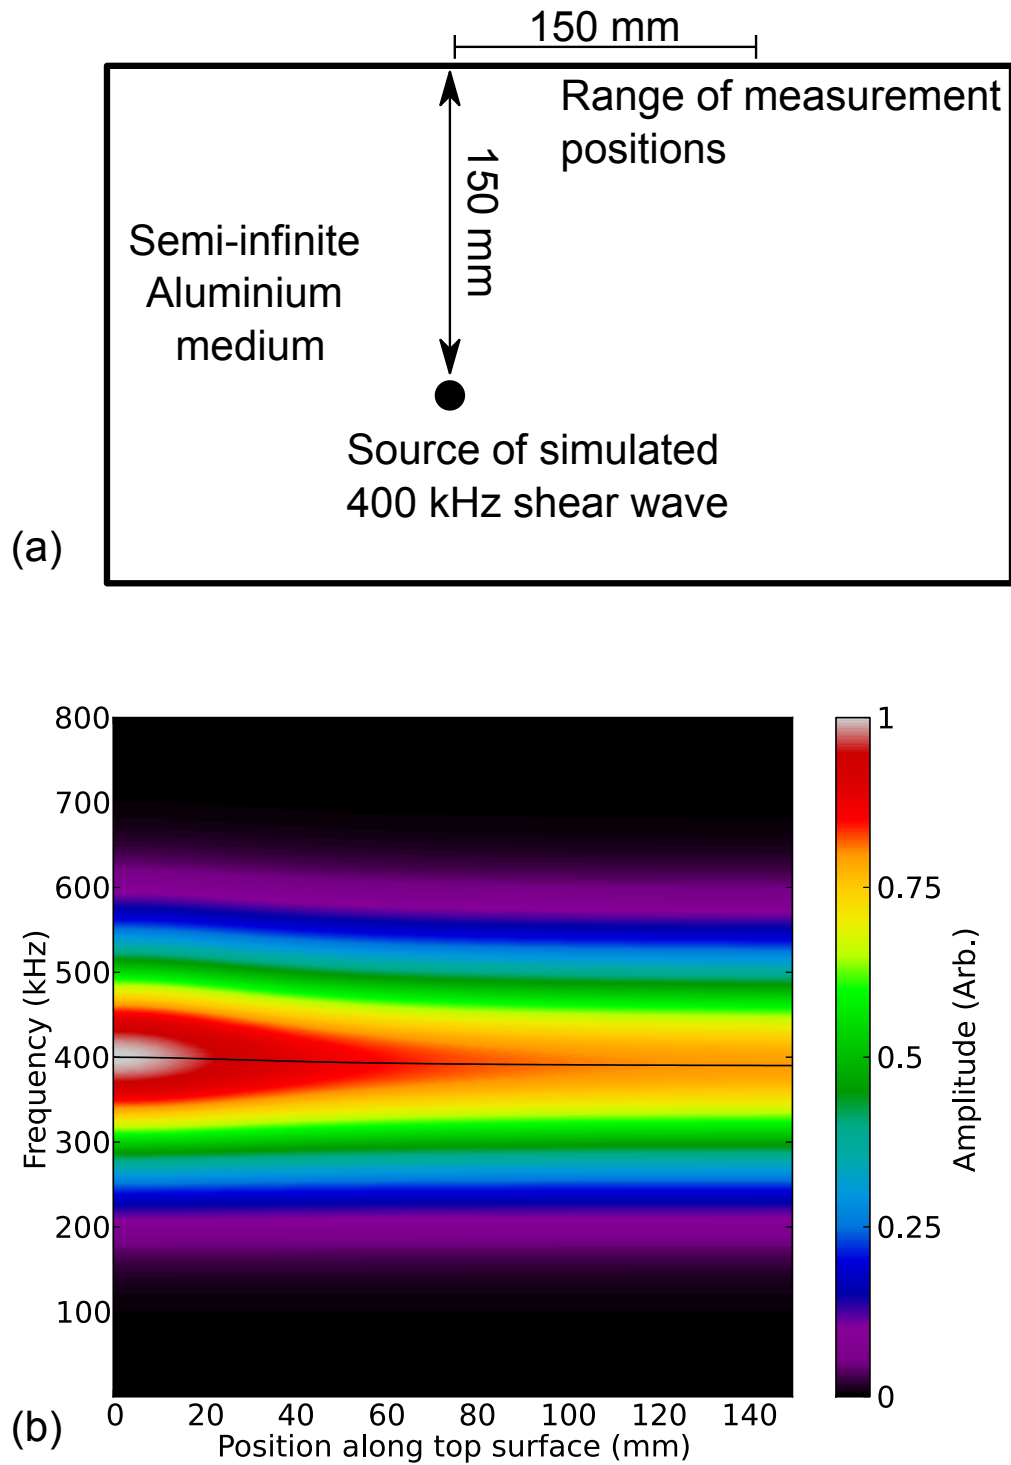 150 mm
Range of measurement
positions
150 mm
Semi-infinite
Aluminium
medium
Source of simulated
400 kHz shear wave
(a)
800
700
600
500
400
300
200
100
Frequency (kHz)
0 20 40 60 80 100 120 140
Position along top surface (mm)
1
0.75
0.5
0.25
0
Amplitude (Arb.)
(b)